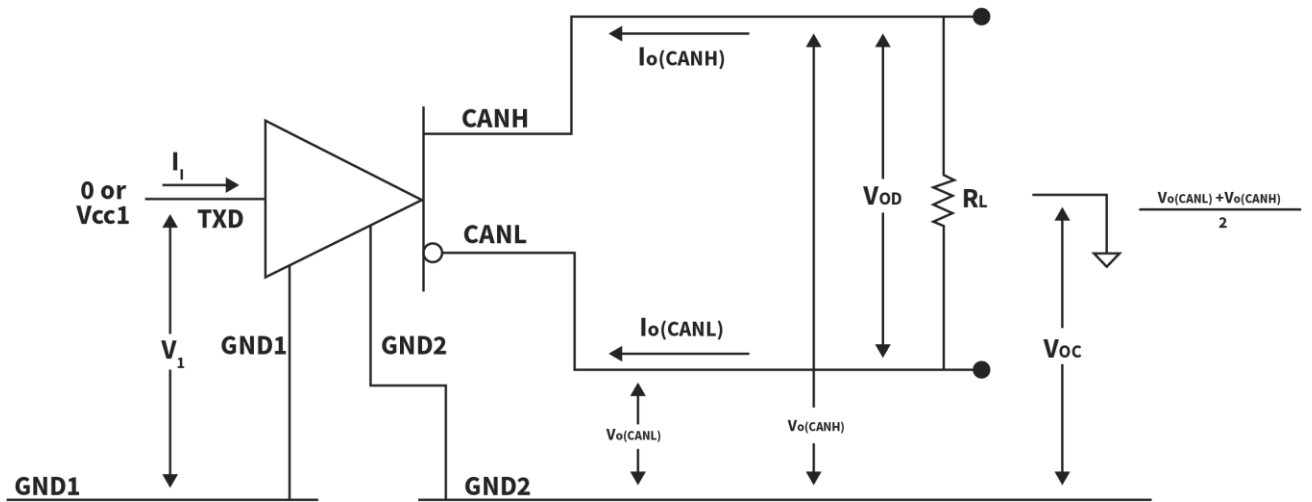 Io(CANH)
CANH
II
0 or
Vcc1
TXD
VOD
RL
Vo(CANL) +Vo(CANH)
2
CANL
Io(CANL)
GND1
GND2
V1
VOC
Vo(CANL)
Vo(CANH)
GND1
GND2